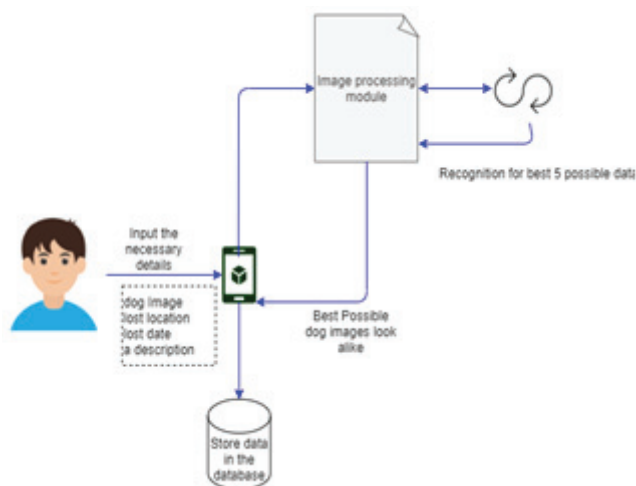 Image processing
module
Recognition for best 5 possible data
Input the
necessary
details
dog Image
lost location
lost date
a description
Best Possible
dog images look
alike
Store data
in the
database